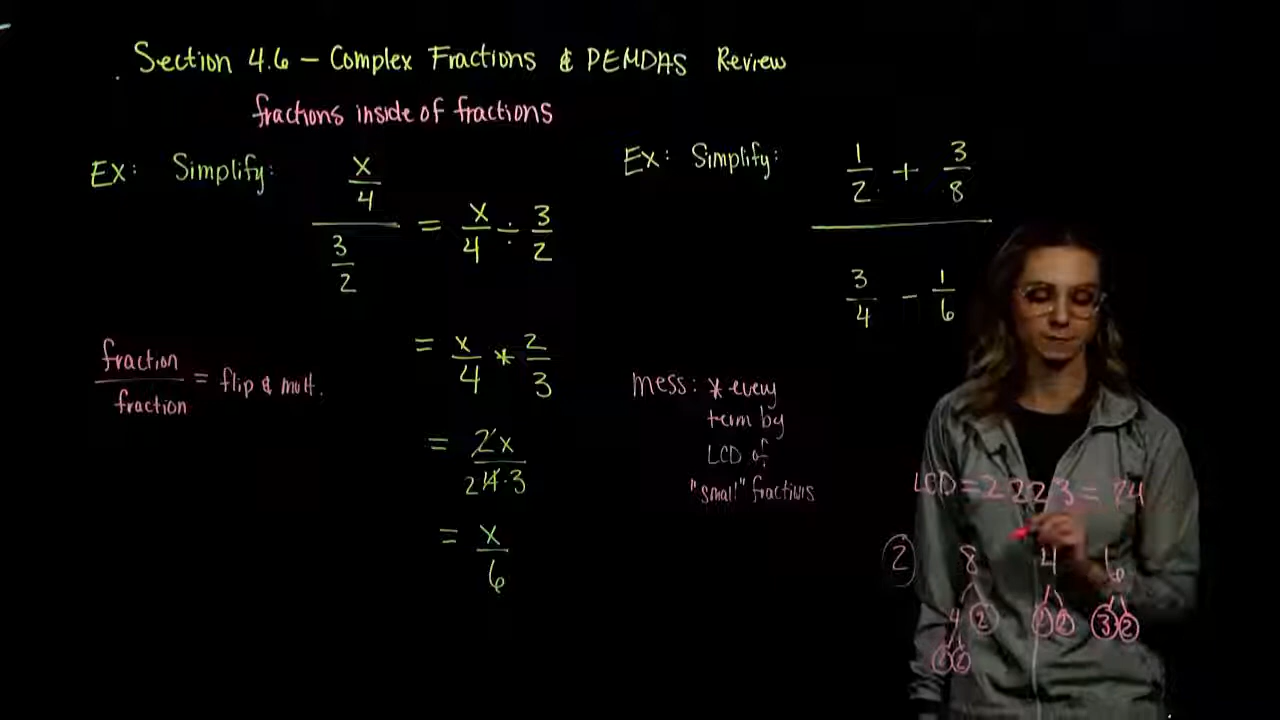 Section 4.6 – Complex Fractions & PEMDAS Review
fractions inside of fractions
Ex: Simplify: x/4 / 3/2 = x/4 ÷ 3/2
= x/4 * 2/3
= 2x / 2 4·3
= x/6
fraction/fraction = flip & mult.
Ex: Simplify: 1/2 + 3/8 / 3/4 – 1/6
mess: * every
term by
LCD of
"small" fractions
LCD = 2 2 2 3 = 24
2 8 4 6
4 2 2 2 3 2
2 2